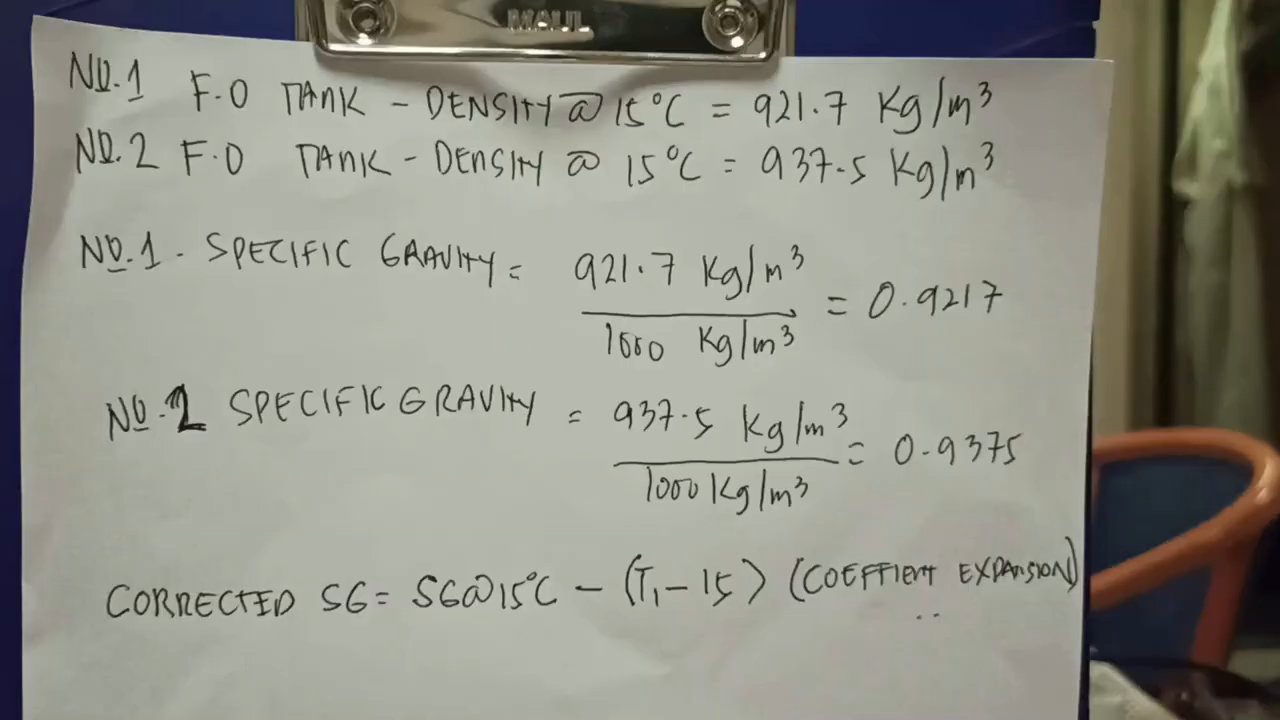 MAUL
NO.1 F.O TANK - DENSITY @ 15°C = 921.7 Kg/m³
NO.2 F.O TANK - DENSITY @ 15°C = 937.5 Kg/m³
NO.1 - SPECIFIC GRAVITY = 921.7 Kg/m³ / 1000 Kg/m³ = 0.9217
NO.2 SPECIFIC GRAVITY = 937.5 Kg/m³ / 1000 Kg/m³ = 0.9375
CORRECTED SG = SG@15°C - (T₁-15) (COEFFIENT EXPANSION)